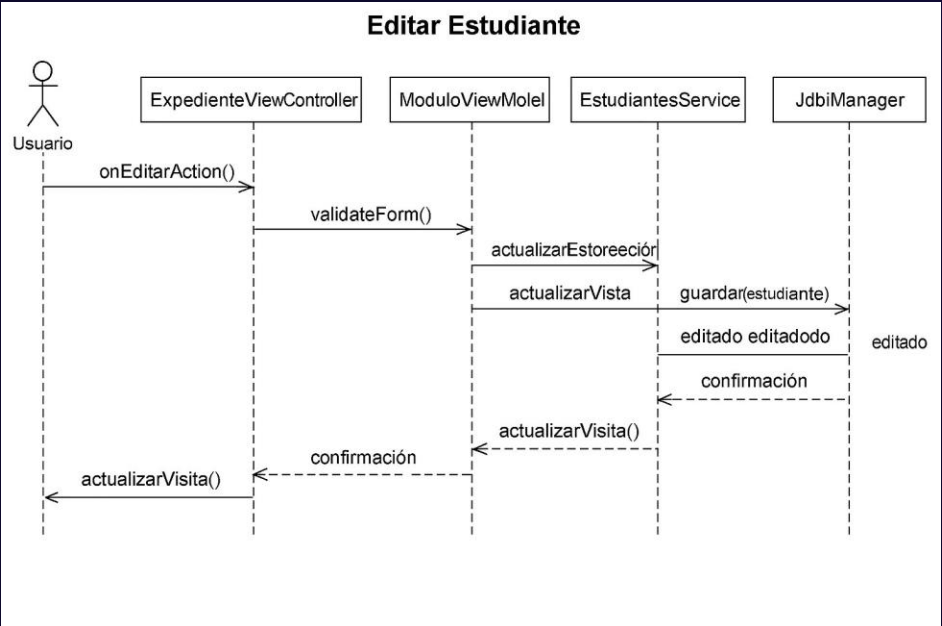 Editar Estudiante
Usuario
ExpedienteViewController
ModuloViewMolel
EstudiantesService
JdbiManager
onEditarAction()
validateForm()
actualizarEstoreeciór
actualizarVista
guardar(estudiante)
editado editadodo
editado
confirmación
actualizarVisita()
confirmación
actualizarVisita()